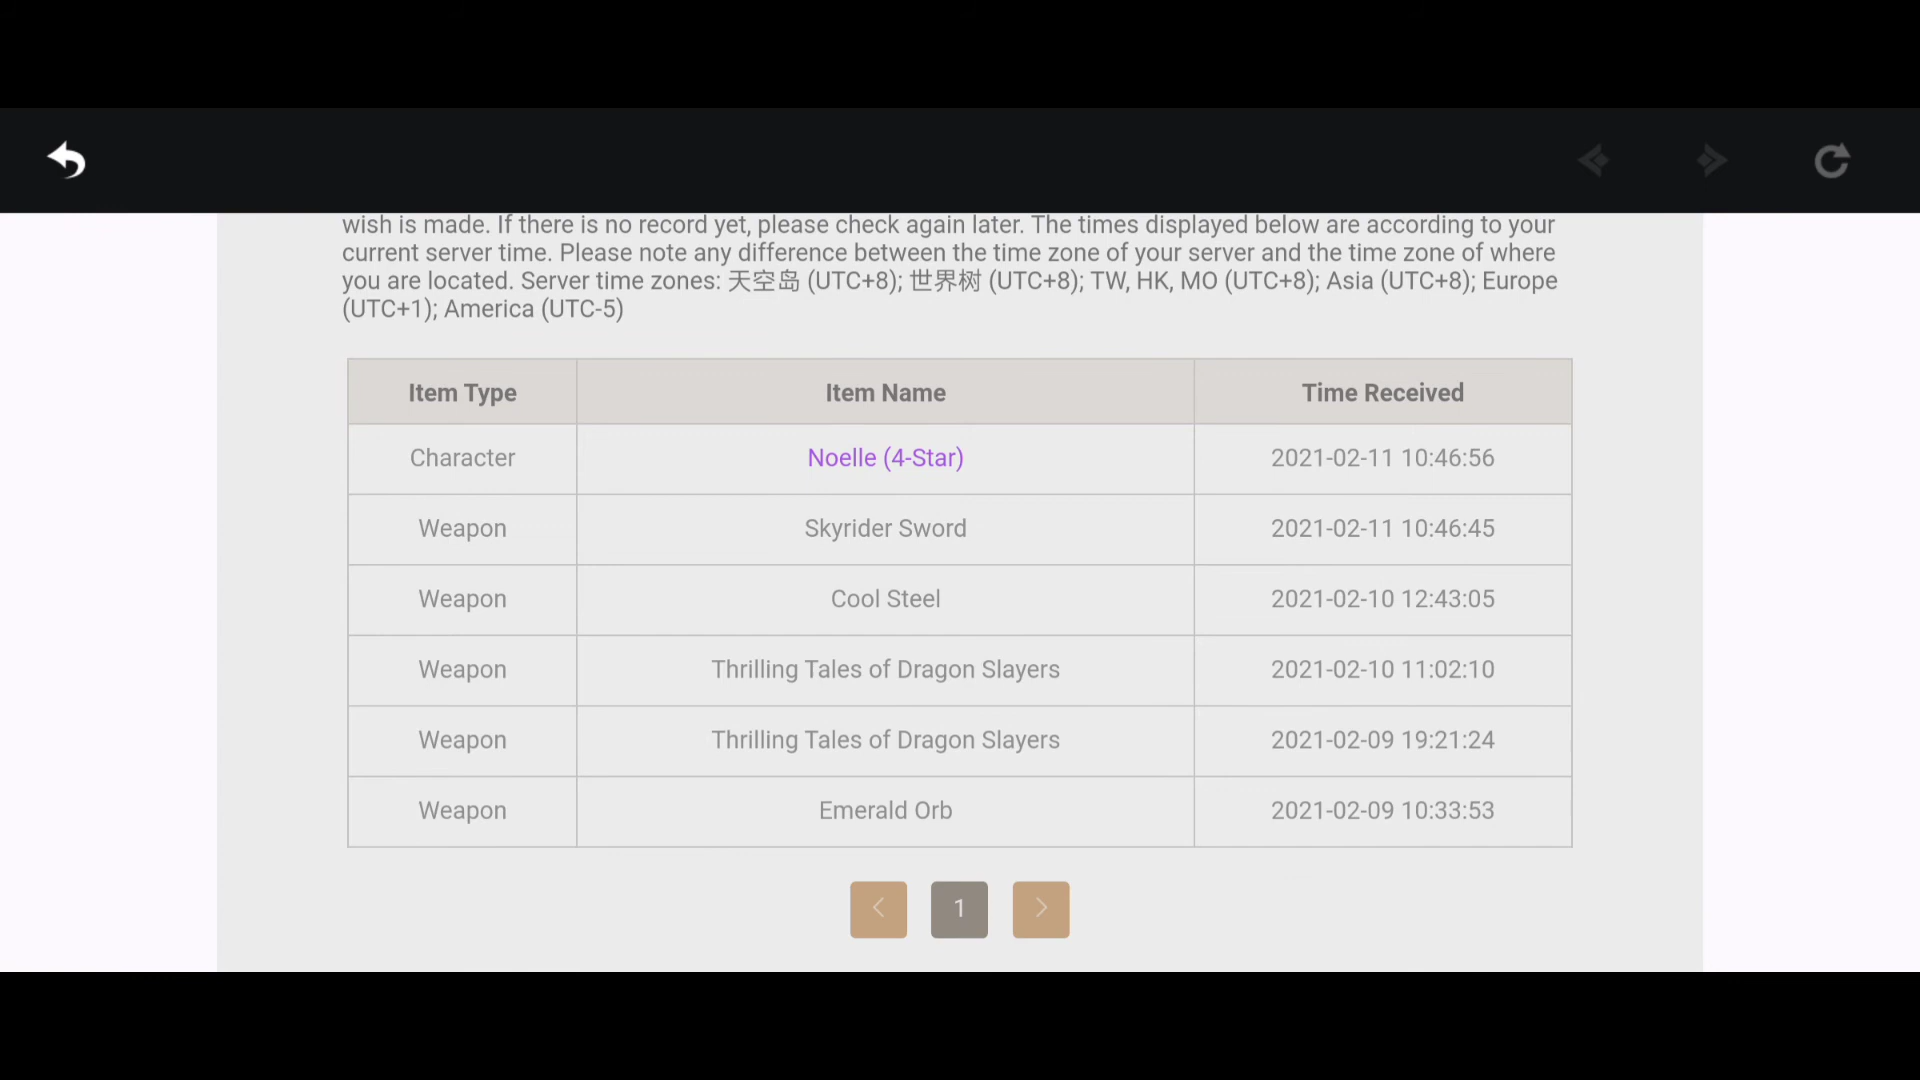 wish is made. If there is no record yet, please check again later. The times displayed below are according to your
current server time. Please note any difference between the time zone of your server and the time zone of where
you are located. Server time zones: 天空岛 (UTC+8); 世界树 (UTC+8); TW, HK, MO (UTC+8); Asia (UTC+8); Europe
(UTC+1); America (UTC-5)
Item Type Item Name Time Received
Character Noelle (4-Star) 2021-02-11 10:46:56
Weapon Skyrider Sword 2021-02-11 10:46:45
Weapon Cool Steel 2021-02-10 12:43:05
Weapon Thrilling Tales of Dragon Slayers 2021-02-10 11:02:10
Weapon Thrilling Tales of Dragon Slayers 2021-02-09 19:21:24
Weapon Emerald Orb 2021-02-09 10:33:53
1